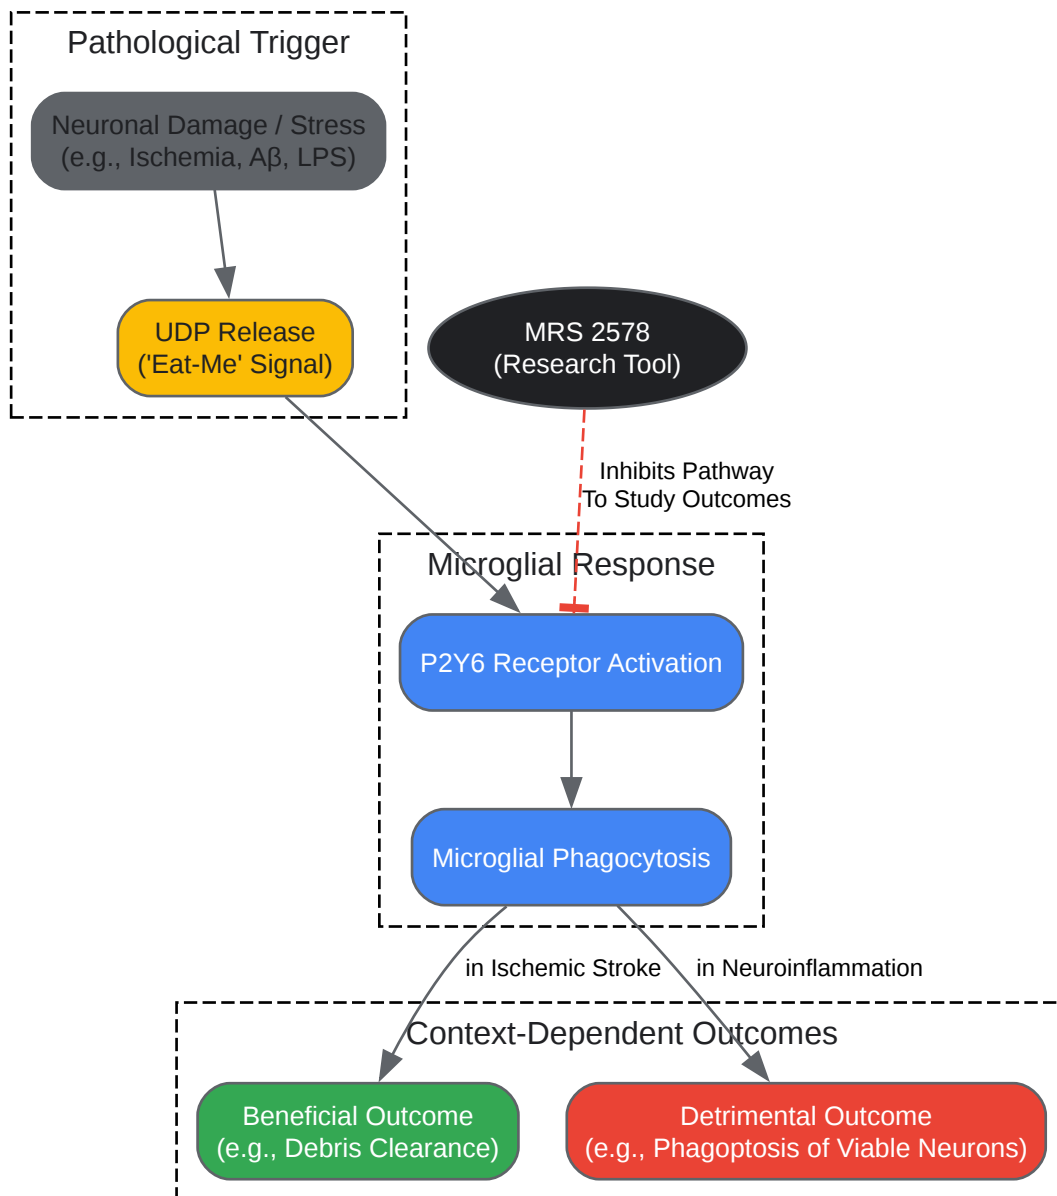 Pathological Trigger
Neuronal Damage / Stress
(e.g., Ischemia, Aβ, LPS)
UDP Release
('Eat-Me' Signal)
MRS 2578
(Research Tool)
Inhibits Pathway
To Study Outcomes
Microglial Response
P2Y6 Receptor Activation
Microglial Phagocytosis
in Ischemic Stroke
in Neuroinflammation
Context-Dependent Outcomes
Beneficial Outcome
(e.g., Debris Clearance)
Detrimental Outcome
(e.g., Phagoptosis of Viable Neurons)